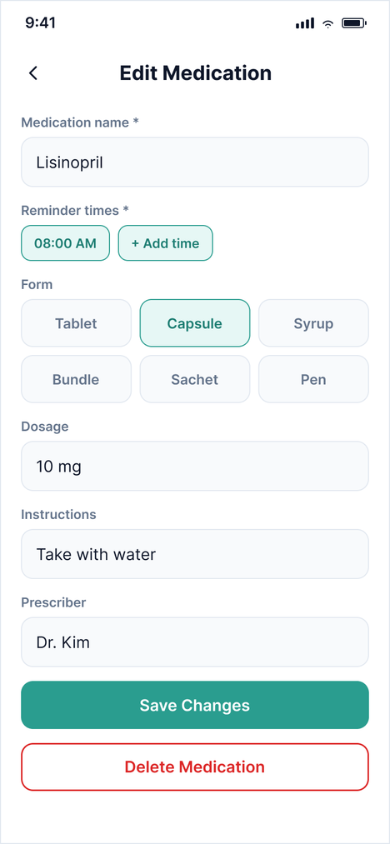 9:41
Edit Medication
Medication name *
Lisinopril
Reminder times *
08:00 AM + Add time
Form
Tablet Capsule Syrup
Bundle Sachet Pen
Dosage
10 mg
Instructions
Take with water
Prescriber
Dr. Kim
Save Changes
Delete Medication